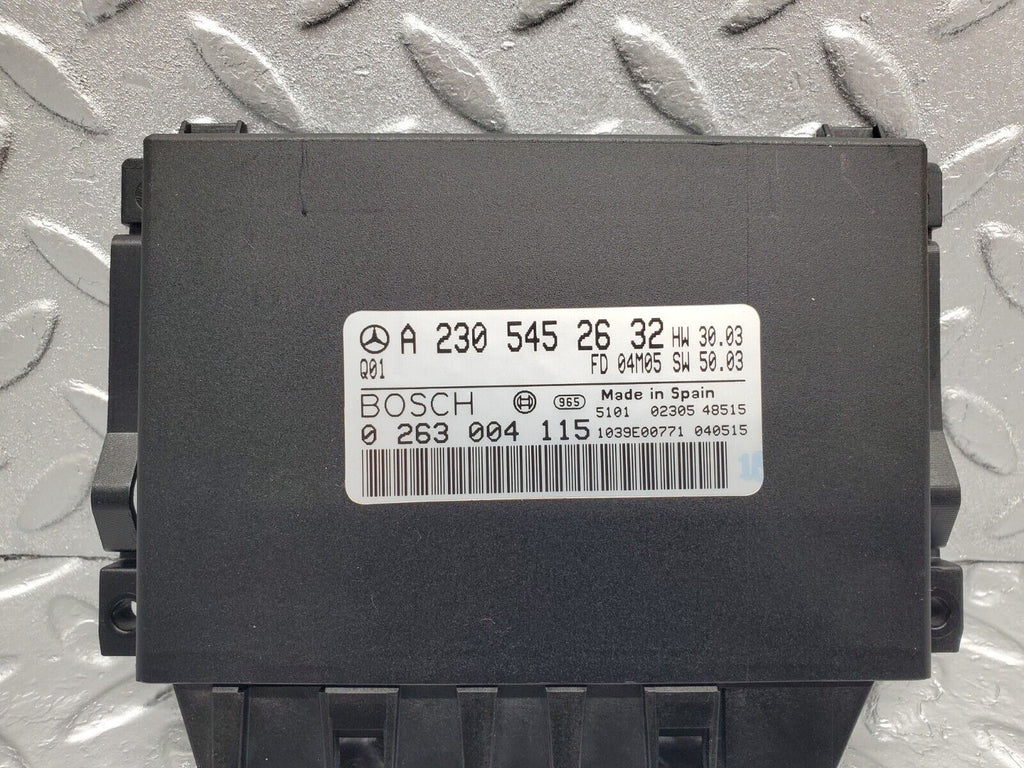 A 230 545 26 32 HW 30.03
Q01 FD 04M05 SW 50.03
BOSCH 965 Made in Spain
5101 02305 48515
0 263 004 115 1039E00771 040515